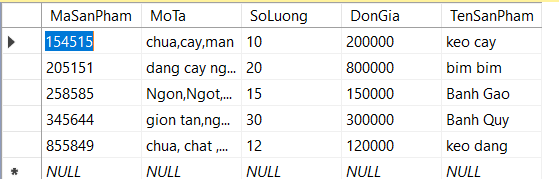 MaSanPham MoTa SoLuong DonGia TenSanPham
154515 chua,cay,man 10 200000 keo cay
205151 dang cay ng... 20 800000 bim bim
258585 Ngon,Ngot,... 15 150000 Banh Gao
345644 gion tan,ng... 30 300000 Banh Quy
855849 chua, chat ,... 12 120000 keo dang
NULL NULL NULL NULL NULL